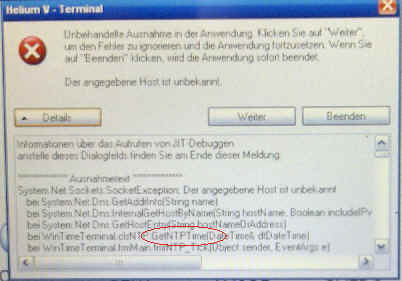 Helium V - Terminal
Unbehandelte Ausnahme in der Anwendung. Klicken Sie auf "Weiter",
um den Fehler zu ignorieren und die Anwendung fortzusetzen. Wenn Sie
auf "Beenden" klicken, wird die Anwendung sofort beendet.
Der angegebene Host ist unbekannt.
Details
Weiter
Beenden
Informationen über das Aufrufen von JIT-Debuggen
anstelle dieses Dialogfelds finden Sie am Ende dieser Meldung.
************** Ausnahmetext **************
System.Net.Sockets.SocketException: Der angegebene Host ist unbekannt
bei System.Net.Dns.GetAddrInfo(String name)
bei System.Net.Dns.InternalGetHostByName(String hostName, Boolean includeIPv
bei System.Net.Dns.GetHostEntry(String hostNameOrAddress)
bei WinTimeTerminal.clsNTP.GetNTPTime(DateTime& dtDateTime)
bei WinTimeTerminal.frmMain.tmrNTP_Tick(Object sender, EventArgs e)